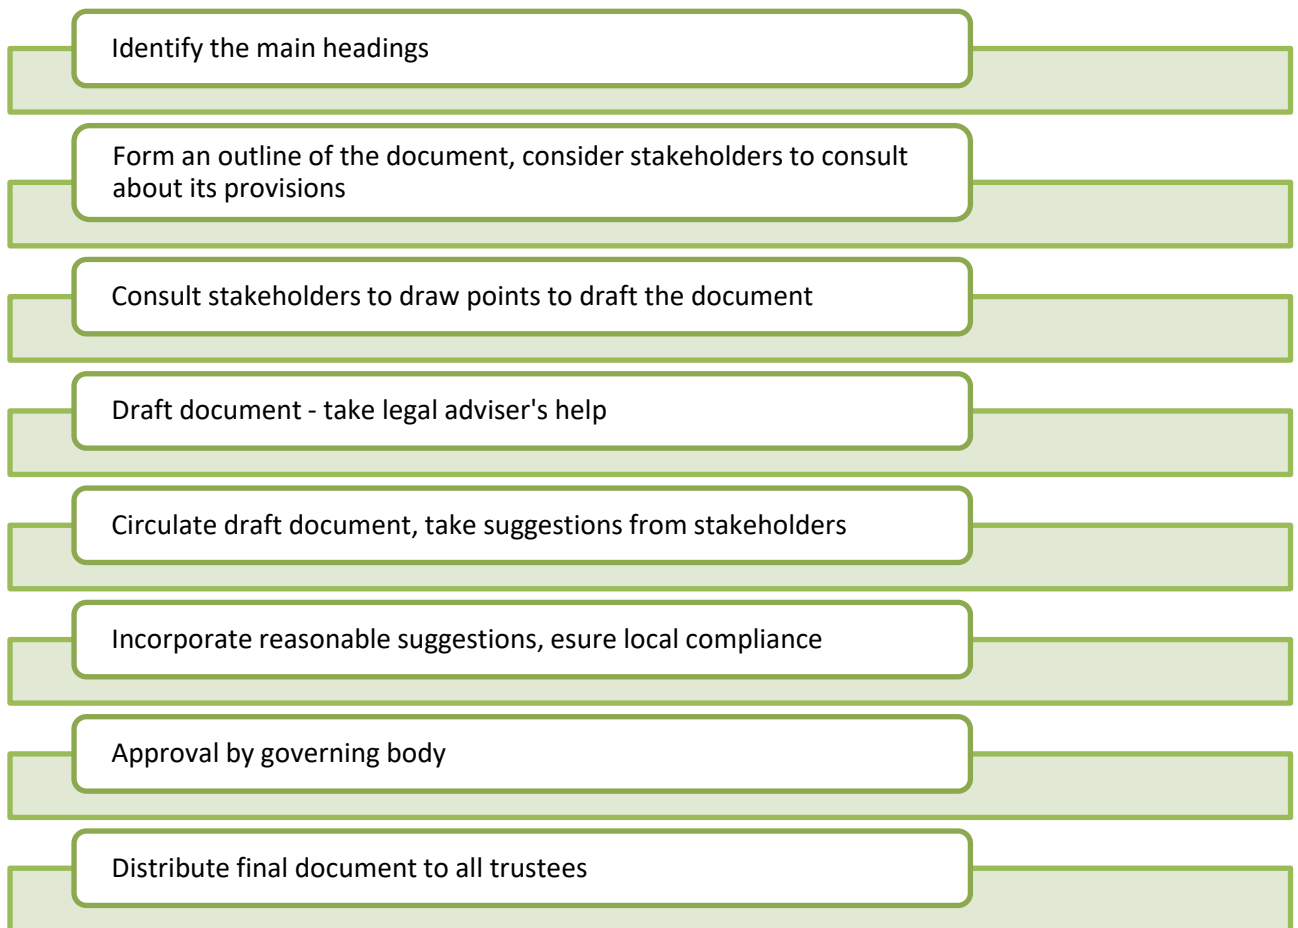 Identify the main headings
Form an outline of the document, consider stakeholders to consult
about its provisions
Consult stakeholders to draw points to draft the document
Draft document - take legal adviser's help
Circulate draft document, take suggestions from stakeholders
Incorporate reasonable suggestions, esure local compliance
Approval by governing body
Distribute final document to all trustees